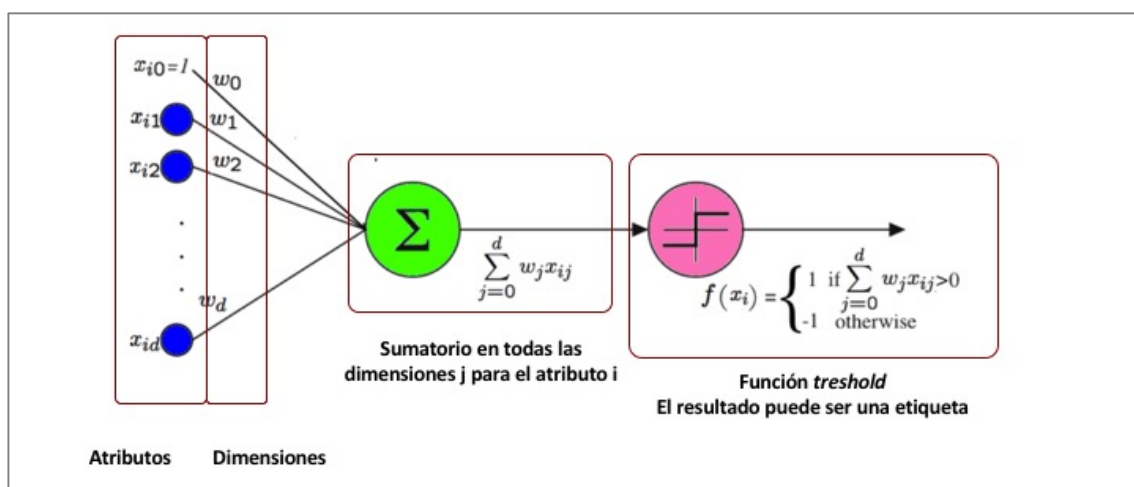 x_{i0}=1
w_0
x_{i1}
w_1
x_{i2}
w_2
.
.
.
w_d
x_{id}
Σ
\sum_{j=0}^{d} w_j x_{ij}
f(x_i) = { 1 if \sum_{j=0}^{d} w_j x_{ij}>0
-1 otherwise
Sumatorio en todas las
dimensiones j para el atributo i
Función treshold
El resultado puede ser una etiqueta
Atributos
Dimensiones